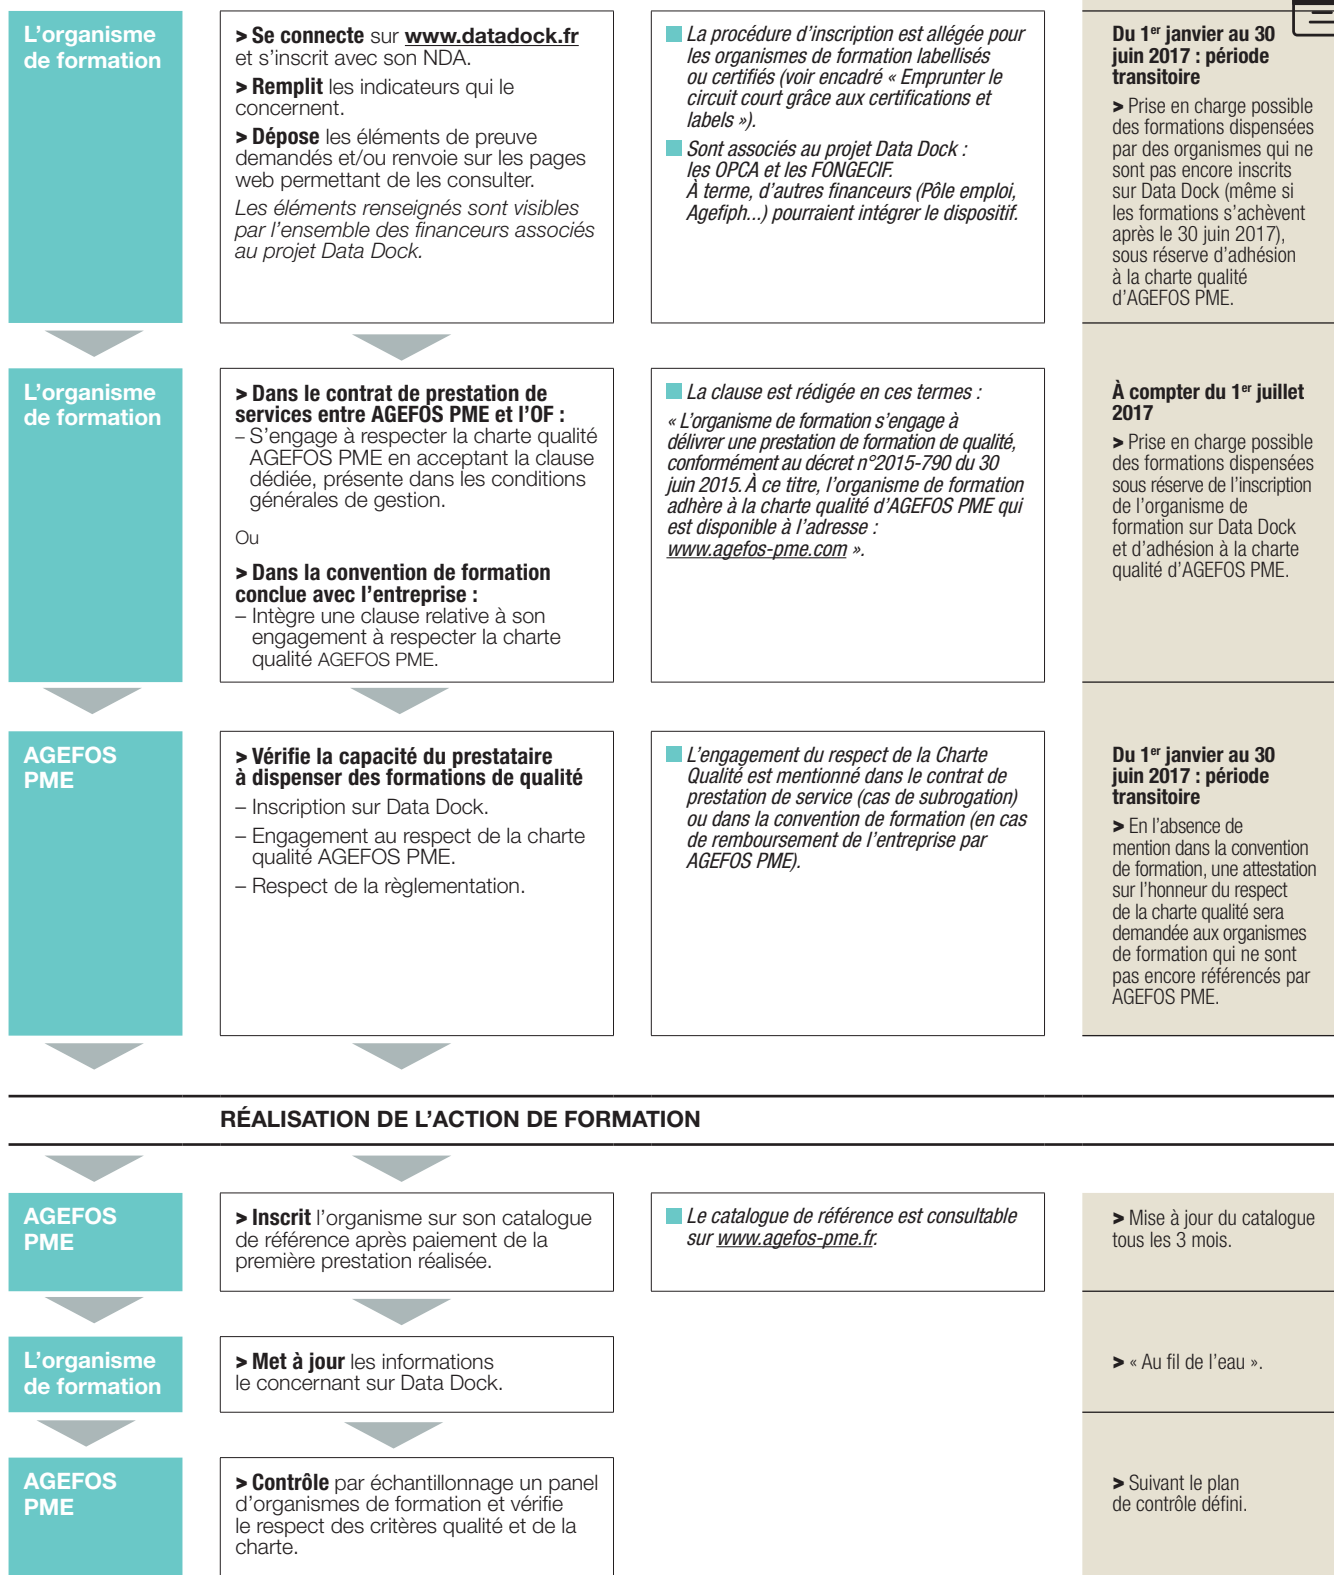 L'organisme
de formation
> Se connecte sur www.datadock.fr
et s'inscrit avec son NDA.
> Remplit les indicateurs qui le
concernent.
> Dépose les éléments de preuve
demandés et/ou renvoie sur les pages
web permettant de les consulter.
Les éléments renseignés sont visibles
par l'ensemble des financeurs associés
au projet Data Dock.
La procédure d'inscription est allégée pour
les organismes de formation labellisés
ou certifiés (voir encadré « Emprunter le
circuit court grâce aux certifications et
labels »).
Sont associés au projet Data Dock :
les OPCA et les FONGECIF.
À terme, d'autres financeurs (Pôle emploi,
Agefiph...) pourraient intégrer le dispositif.
Du 1er janvier au 30
juin 2017 : période
transitoire
> Prise en charge possible
des formations dispensées
par des organismes qui ne
sont pas encore inscrits
sur Data Dock (même si
les formations s'achèvent
après le 30 juin 2017),
sous réserve d'adhésion
à la charte qualité
d'AGEFOS PME.
L'organisme
de formation
> Dans le contrat de prestation de
services entre AGEFOS PME et l'OF :
– S'engage à respecter la charte qualité
AGEFOS PME en acceptant la clause
dédiée, présente dans les conditions
générales de gestion.
Ou
> Dans la convention de formation
conclue avec l'entreprise :
– Intègre une clause relative à son
engagement à respecter la charte
qualité AGEFOS PME.
La clause est rédigée en ces termes :
« L'organisme de formation s'engage à
délivrer une prestation de formation de qualité,
conformément au décret n°2015-790 du 30
juin 2015. À ce titre, l'organisme de formation
adhère à la charte qualité d'AGEFOS PME qui
est disponible à l'adresse :
www.agefos-pme.com ».
À compter du 1er juillet
2017
> Prise en charge possible
des formations dispensées
sous réserve de l'inscription
de l'organisme de
formation sur Data Dock
et d'adhésion à la charte
qualité d'AGEFOS PME.
AGEFOS
PME
> Vérifie la capacité du prestataire
à dispenser des formations de qualité
– Inscription sur Data Dock.
– Engagement au respect de la charte
qualité AGEFOS PME.
– Respect de la règlementation.
L'engagement du respect de la Charte
Qualité est mentionné dans le contrat de
prestation de service (cas de subrogation)
ou dans la convention de formation (en cas
de remboursement de l'entreprise par
AGEFOS PME).
Du 1er janvier au 30
juin 2017 : période
transitoire
> En l'absence de
mention dans la convention
de formation, une attestation
sur l'honneur du respect
de la charte qualité sera
demandée aux organismes
de formation qui ne sont
pas encore référencés par
AGEFOS PME.
RÉALISATION DE L'ACTION DE FORMATION
AGEFOS
PME
> Inscrit l'organisme sur son catalogue
de référence après paiement de la
première prestation réalisée.
Le catalogue de référence est consultable
sur www.agefos-pme.fr.
> Mise à jour du catalogue
tous les 3 mois.
L'organisme
de formation
> Met à jour les informations
le concernant sur Data Dock.
> « Au fil de l'eau ».
AGEFOS
PME
> Contrôle par échantillonnage un panel
d'organismes de formation et vérifie
le respect des critères qualité et de la
charte.
> Suivant le plan
de contrôle défini.